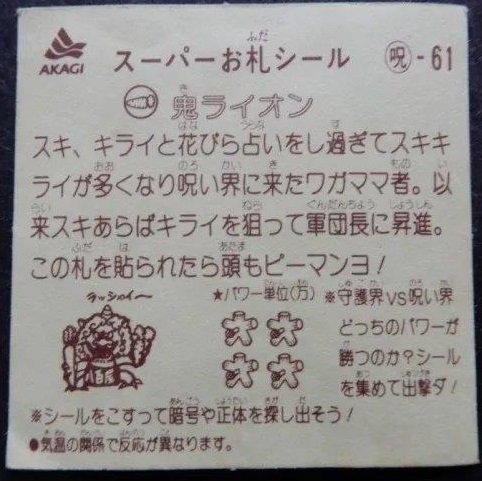 AKAGI
スーパーお札シール
呪-61
鬼ライオン
スキ、キライと花びら占いをし過ぎてスキキ
ライが多くなり呪い界に来たワガママ者。以
来スキあらばキライを狙って軍団長に昇進。
この札を貼られたら頭もピーマンヨ!
ラッシャイ〜
★パワー単位(万)
※守護界VS呪い界
どっちのパワーが
勝つのか?シール
を集めて出撃ダ!
※シールをこすって暗号や正体を探し出そう!
●気温の関係で反応が異なります。